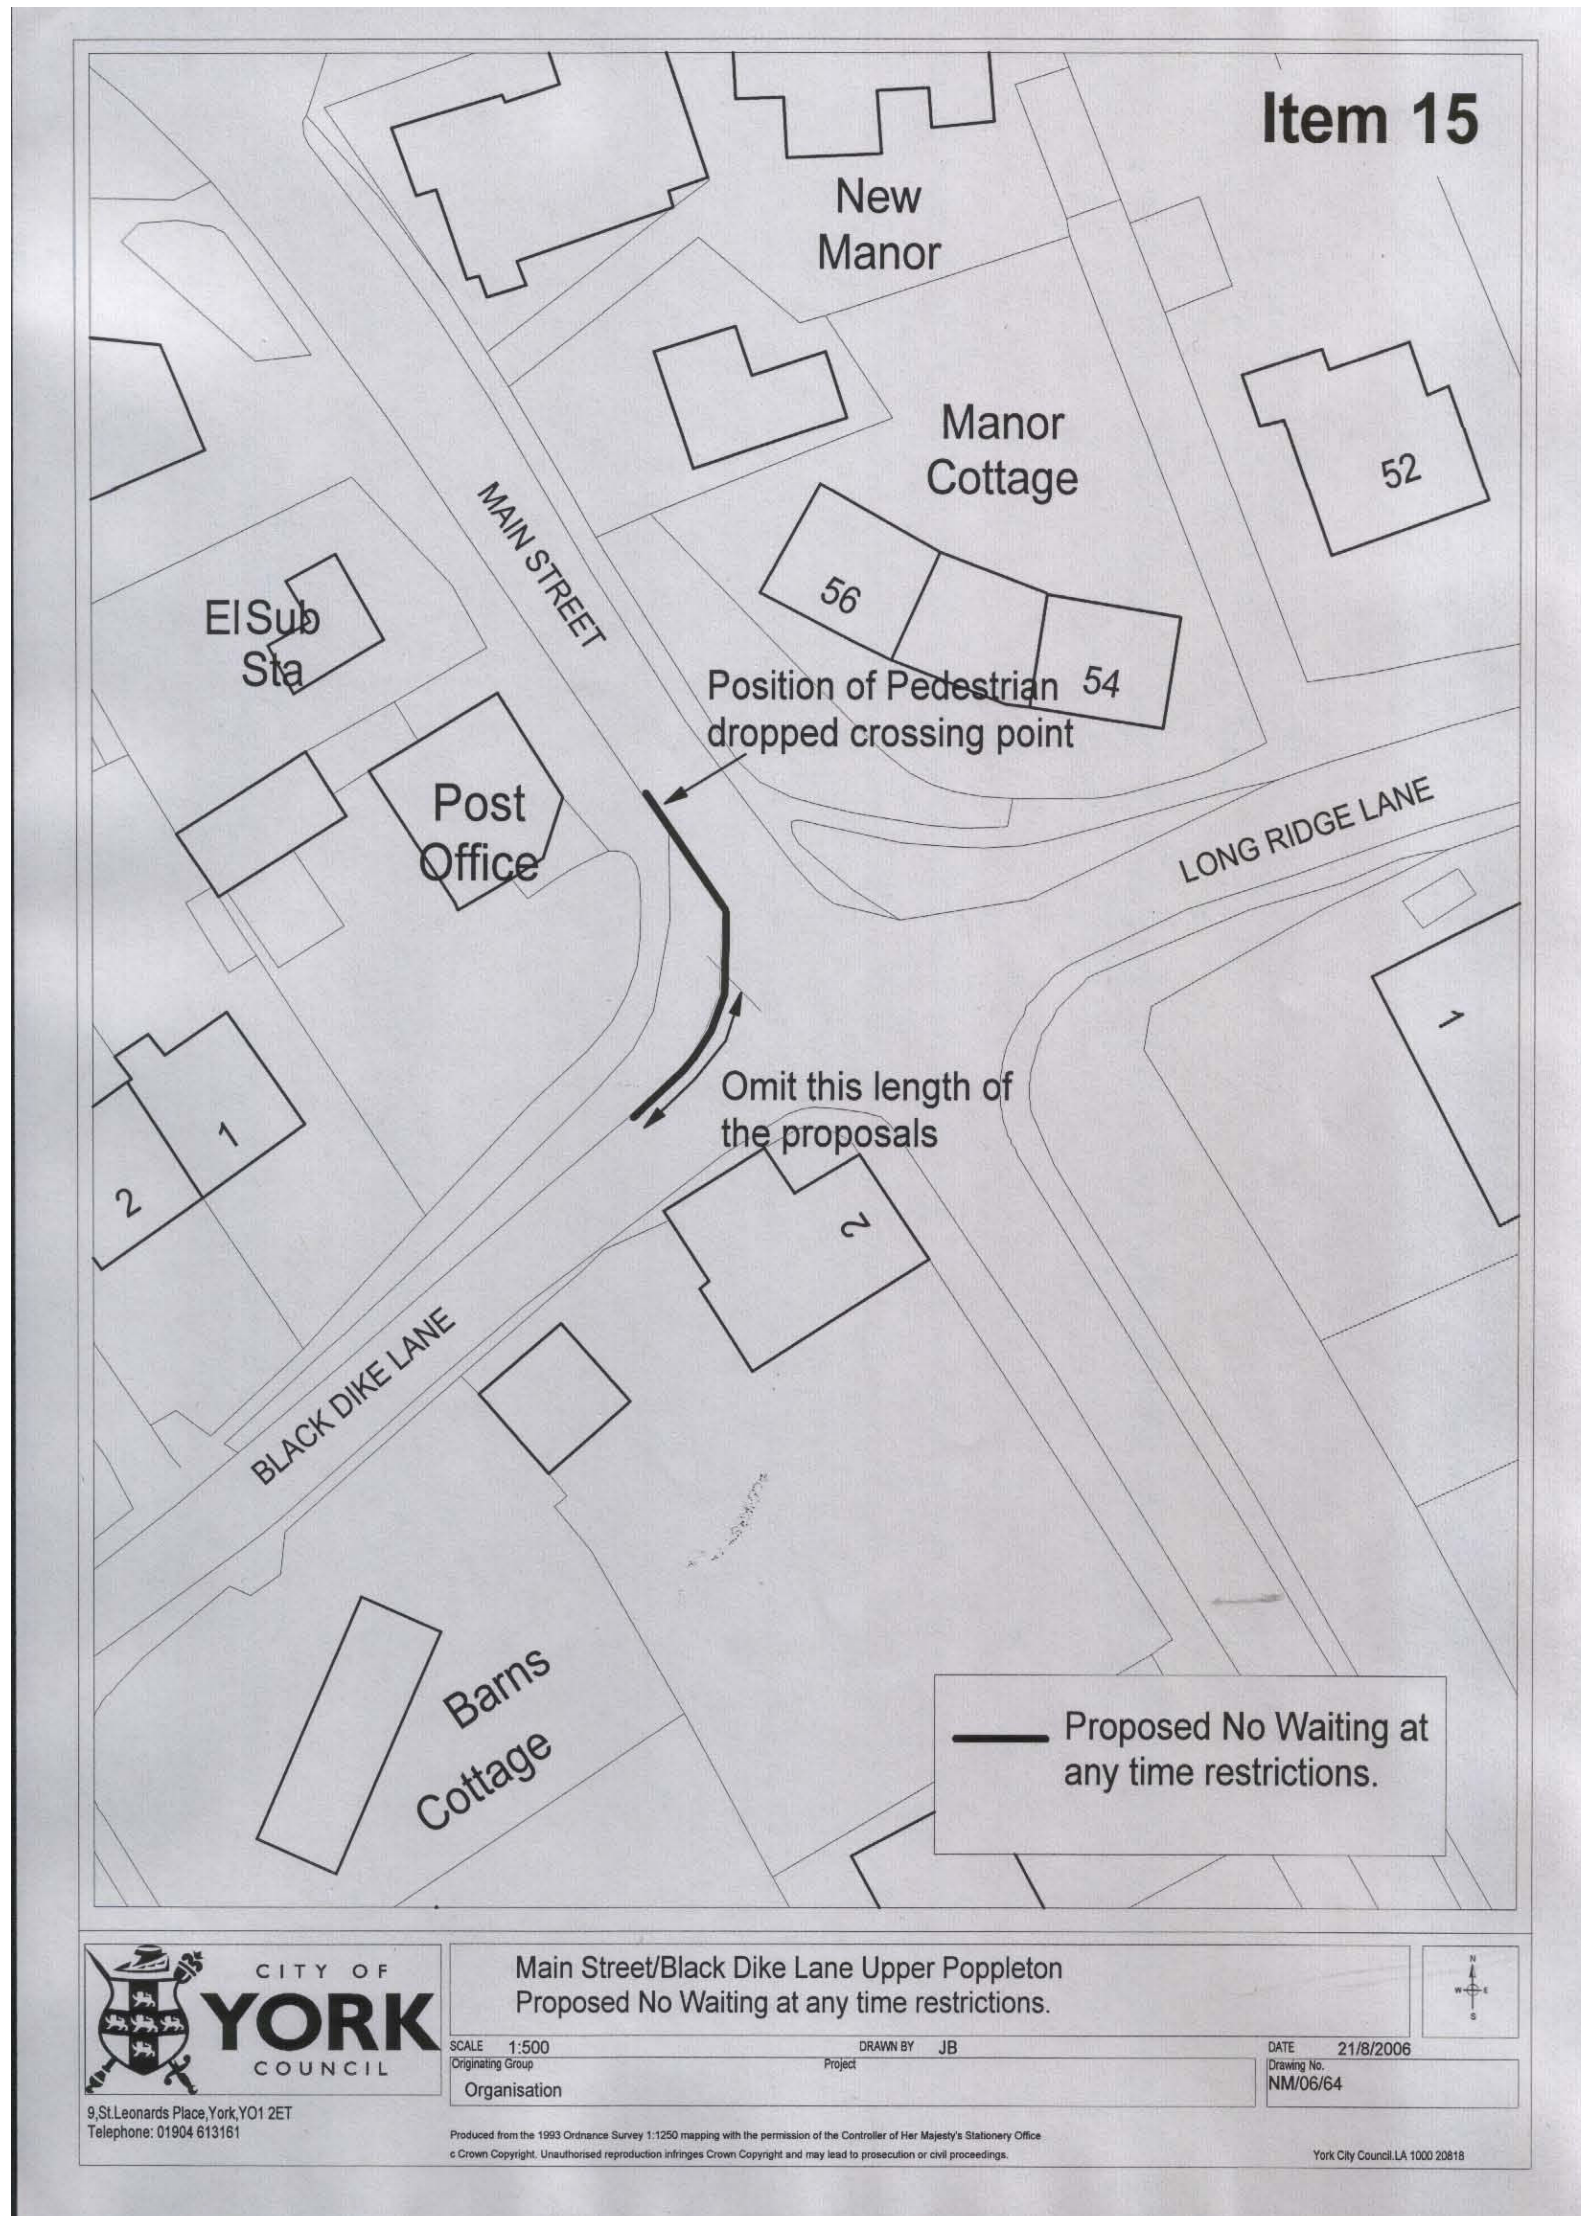 Item 15
New
Manor
Manor
Cottage
52
MAIN STREET
56
El Sub
Sta
Position of Pedestrian
dropped crossing point
54
Post
Office
LONG RIDGE LANE
1
Omit this length of
the proposals
1
2
2
BLACK DIKE LANE
Barns
Cottage
Proposed No Waiting at
any time restrictions.
CITY OF
YORK
COUNCIL
9,St.Leonards Place,York,YO1 2ET
Telephone: 01904 613161
Main Street/Black Dike Lane Upper Poppleton
Proposed No Waiting at any time restrictions.
N
W E
S
SCALE 1:500
DRAWN BY JB
DATE 21/8/2006
Originating Group
Organisation
Project
Drawing No.
NM/06/64
Produced from the 1993 Ordnance Survey 1:1250 mapping with the permission of the Controller of Her Majesty's Stationery Office
c Crown Copyright. Unauthorised reproduction infringes Crown Copyright and may lead to prosecution or civil proceedings.
York City Council.LA 1000 20818